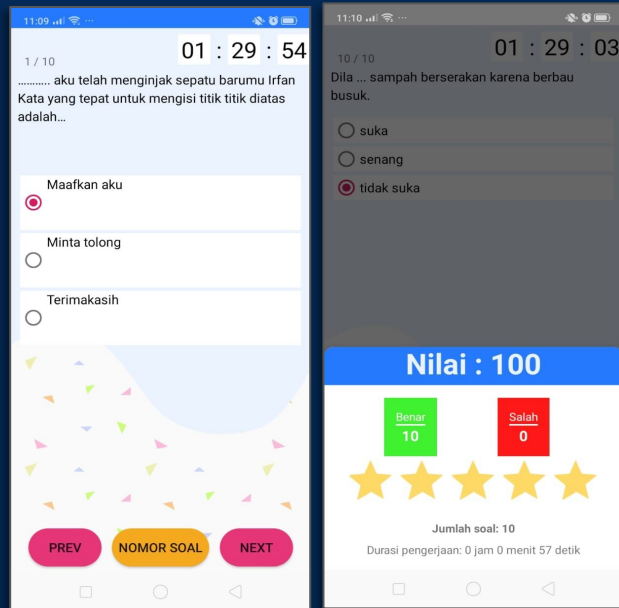 11:09
1 / 10
01 : 29 : 54
........... aku telah menginjak sepatu barumu Irfan
Kata yang tepat untuk mengisi titik titik diatas
adalah...
Maafkan aku
Minta tolong
Terimakasih
PREV
NOMOR SOAL
NEXT
11:10
10 / 10
01 : 29 : 03
Dila ... sampah berserakan karena berbau
busuk.
suka
senang
tidak suka
Nilai : 100
Benar
10
Salah
0
Jumlah soal: 10
Durasi pengerjaan: 0 jam 0 menit 57 detik